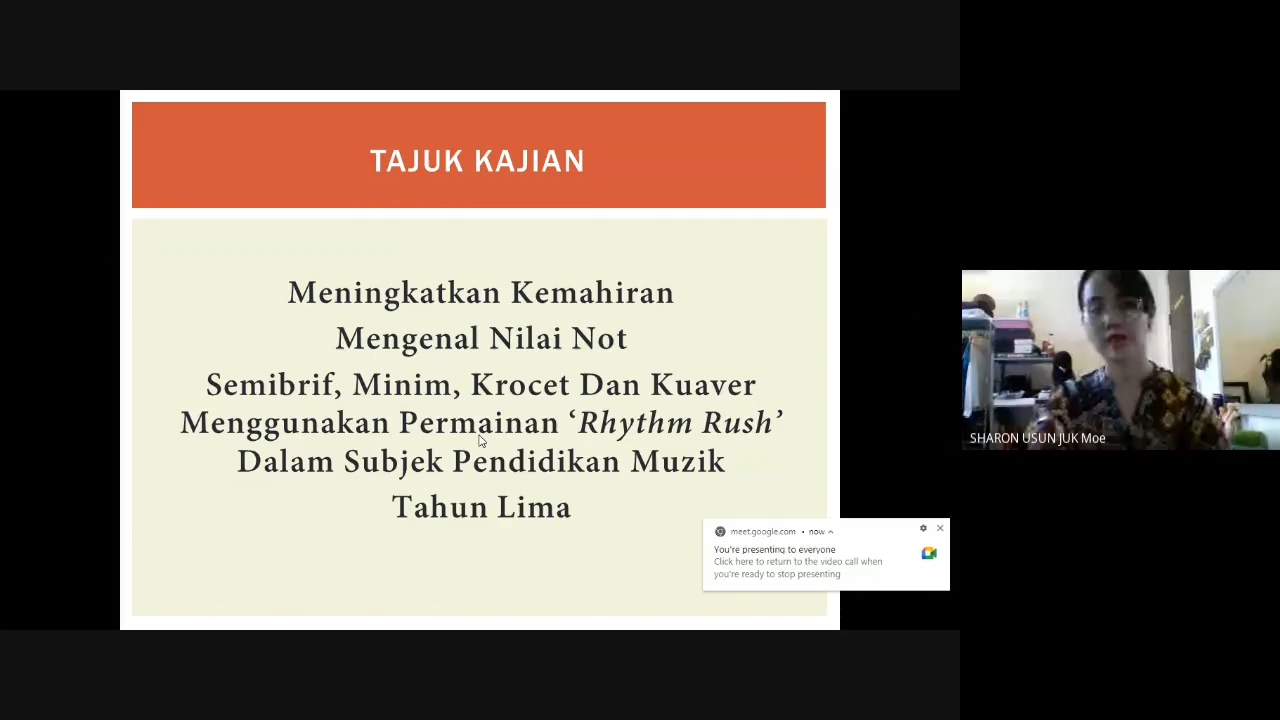 TAJUK KAJIAN
Meningkatkan Kemahiran
Mengenal Nilai Not
Semibrif, Minim, Krocet Dan Kuaver
Menggunakan Permainan ‘Rhythm Rush’
Dalam Subjek Pendidikan Muzik
Tahun Lima
meet.google.com • now
You're presenting to everyone
Click here to return to the video call when
you're ready to stop presenting
SHARON USUN JUK Moe